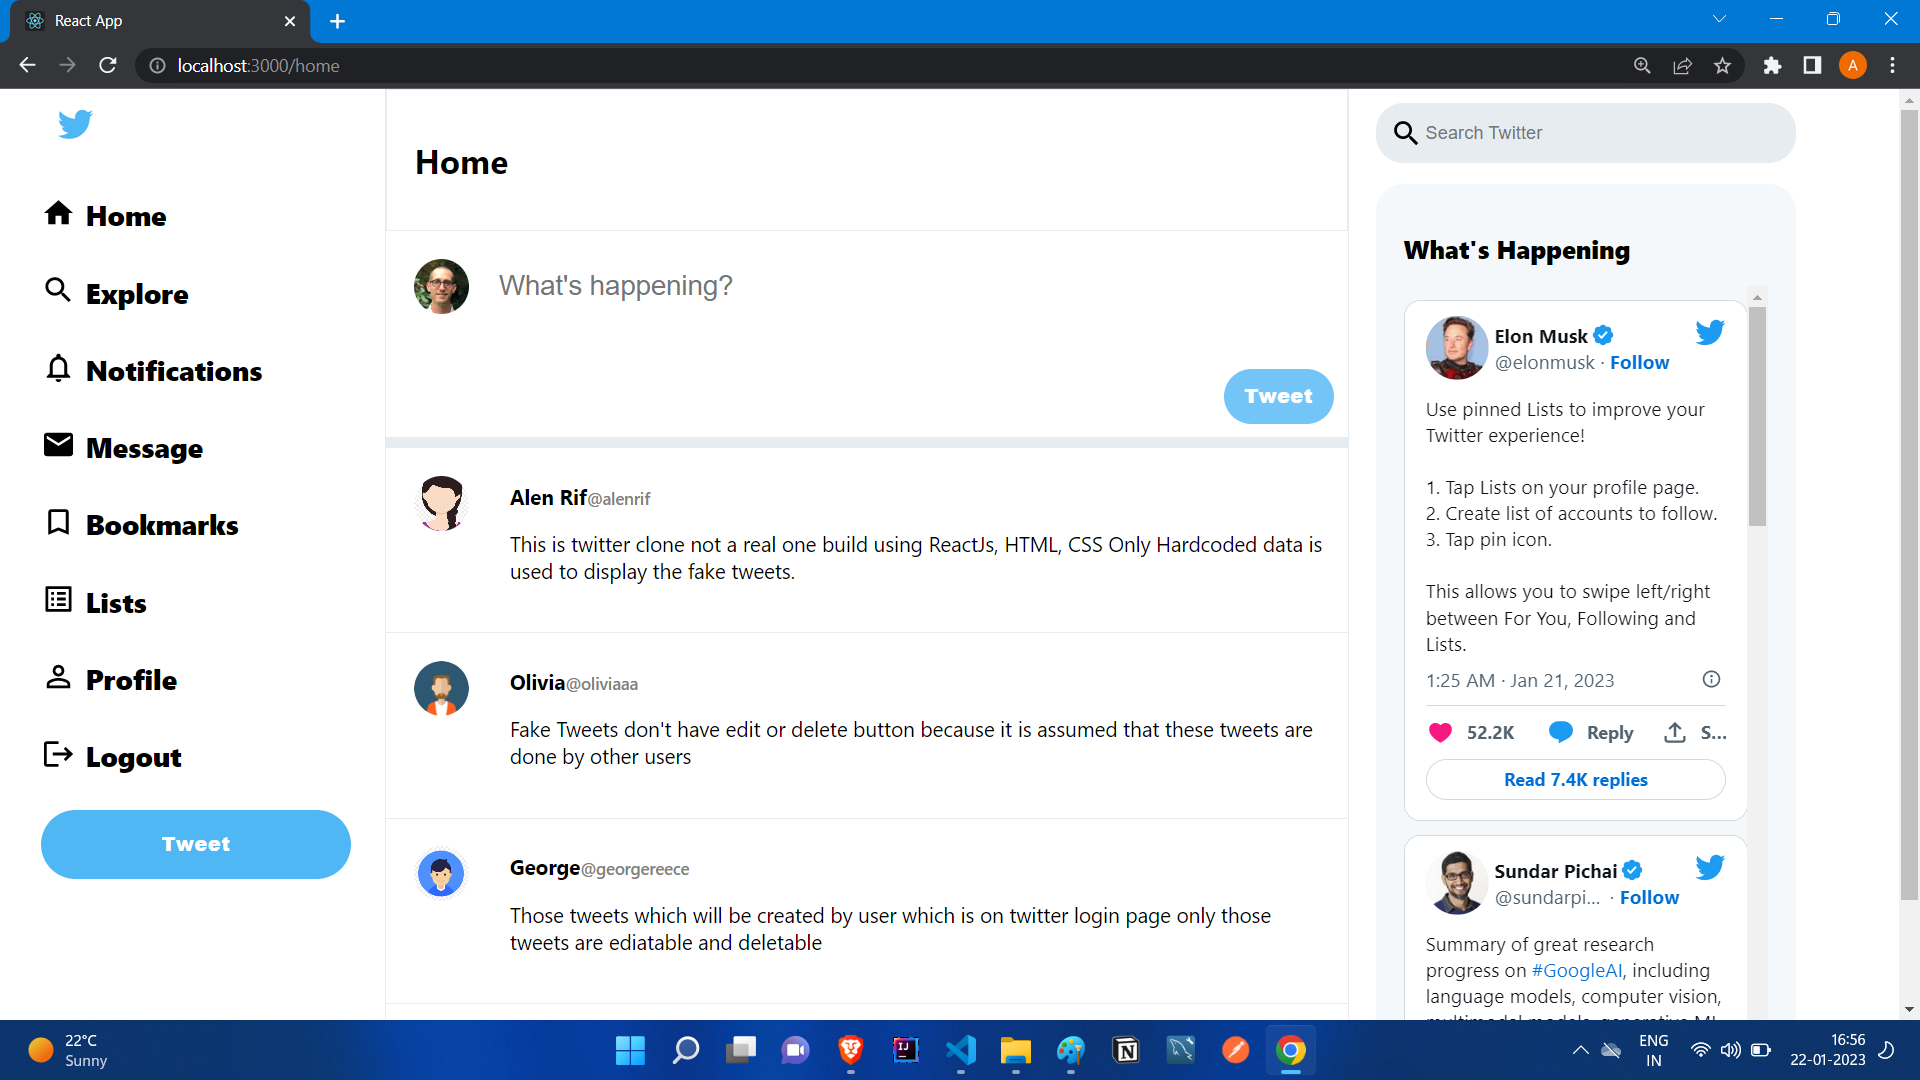 React App
localhost:3000/home
A
Home
Explore
Notifications
Message
Bookmarks
Lists
Profile
Logout
Tweet
Home
What's happening?
Tweet
Alen Rif@alenrif
This is twitter clone not a real one build using ReactJs, HTML, CSS Only Hardcoded data is
used to display the fake tweets.
Olivia@oliviaaa
Fake Tweets don't have edit or delete button because it is assumed that these tweets are
done by other users
George@georgereece
Those tweets which will be created by user which is on twitter login page only those
tweets are ediatable and deletable
Search Twitter
What's Happening
Elon Musk
@elonmusk · Follow
Use pinned Lists to improve your
Twitter experience!
1. Tap Lists on your profile page.
2. Create list of accounts to follow.
3. Tap pin icon.
This allows you to swipe left/right
between For You, Following and
Lists.
1:25 AM · Jan 21, 2023
52.2K Reply S...
Read 7.4K replies
Sundar Pichai
@sundarpi... · Follow
Summary of great research
progress on #GoogleAI, including
language models, computer vision,
22°C
Sunny
IJ
N
ENG
IN
16:56
22-01-2023